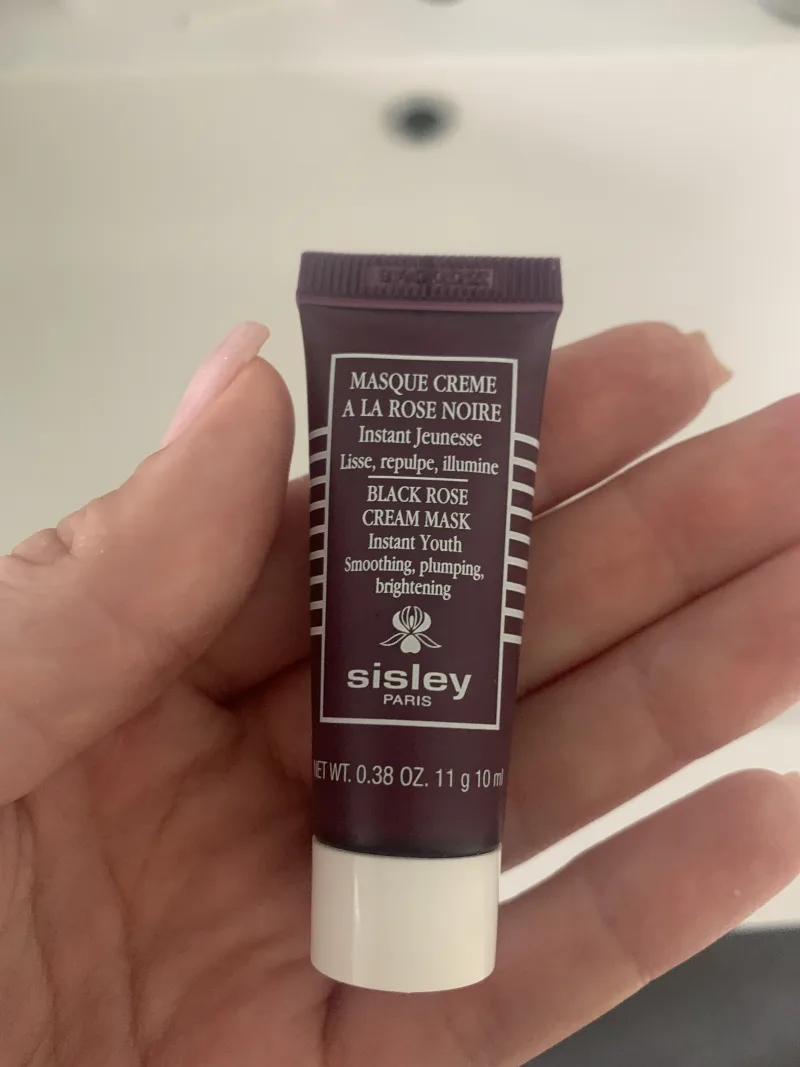 MASQUE CREME
A LA ROSE NOIRE
Instant Jeunesse
Lisse, repulpe, illumine
BLACK ROSE
CREAM MASK
Instant Youth
Smoothing, plumping,
brightening
sisley
PARIS
NET WT. 0.38 OZ. 11 g 10 ml